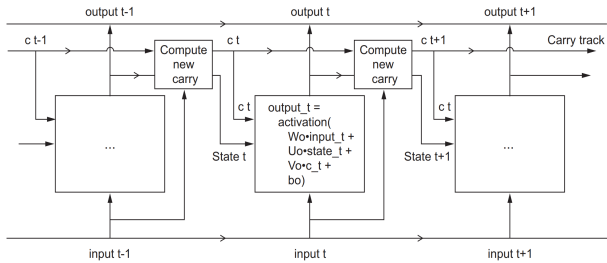 output t-1
output t
output t+1
c t-1
Compute
new
carry
c t
Compute
new
carry
c t+1
Carry track
...
c t
State t
output_t =
activation(
Wo•input_t +
Uo•state_t +
Vo•c_t +
bo)
c t
State t+1
...
input t-1
input t
input t+1